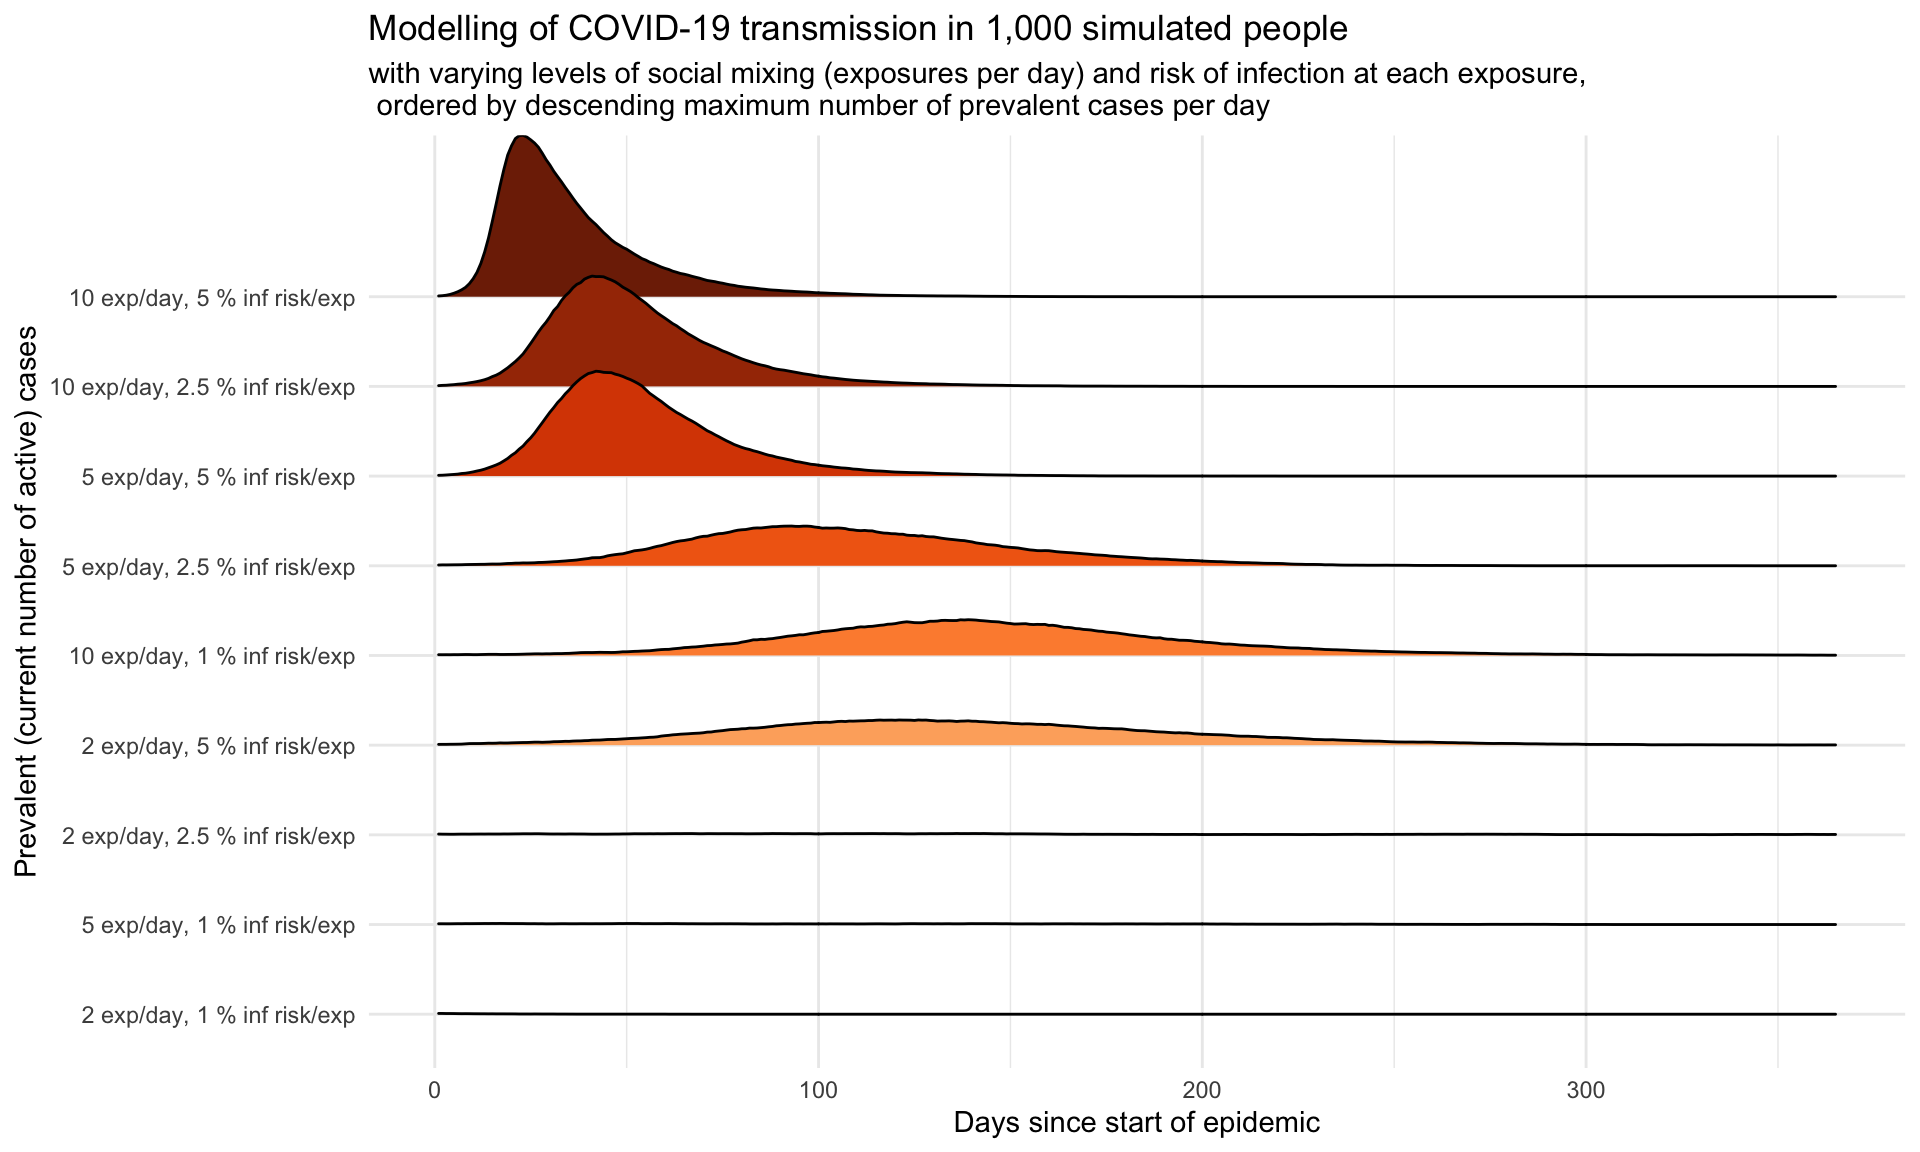 Modelling of COVID-19 transmission in 1,000 simulated people
with varying levels of social mixing (exposures per day) and risk of infection at each exposure,
ordered by descending maximum number of prevalent cases per day
Prevalent (current number of active) cases
10 exp/day, 5 % inf risk/exp
10 exp/day, 2.5 % inf risk/exp
5 exp/day, 5 % inf risk/exp
5 exp/day, 2.5 % inf risk/exp
10 exp/day, 1 % inf risk/exp
2 exp/day, 5 % inf risk/exp
2 exp/day, 2.5 % inf risk/exp
5 exp/day, 1 % inf risk/exp
2 exp/day, 1 % inf risk/exp
0 100 200 300
Days since start of epidemic